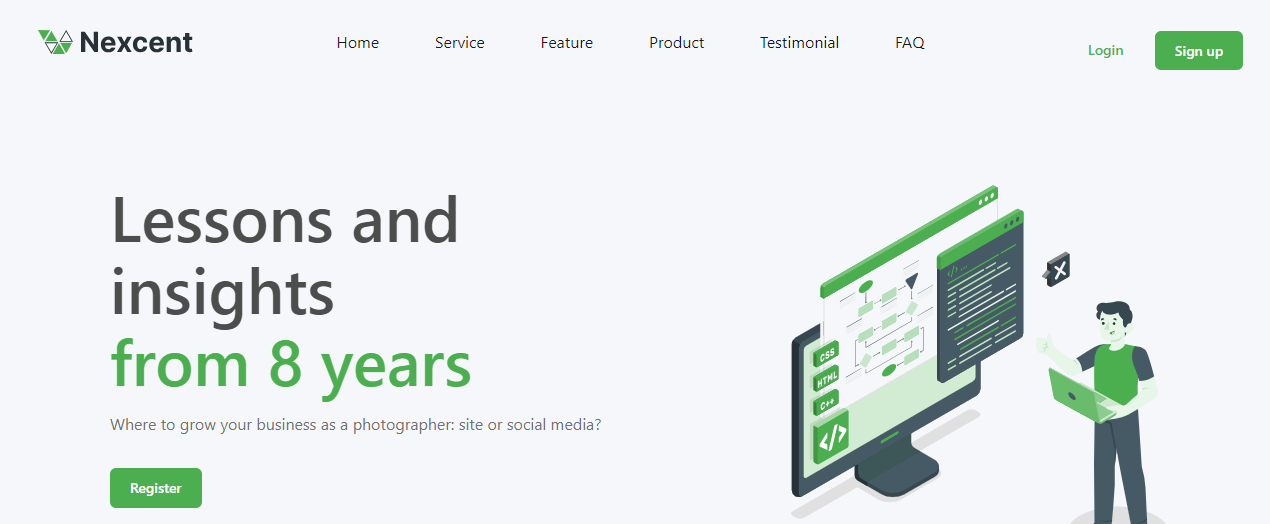 Nexcent
Home Service Feature Product Testimonial FAQ
Login Sign up
Lessons and
insights
from 8 years
Where to grow your business as a photographer: site or social media?
Register
CSS
HTML
C++
</>
</>...
X